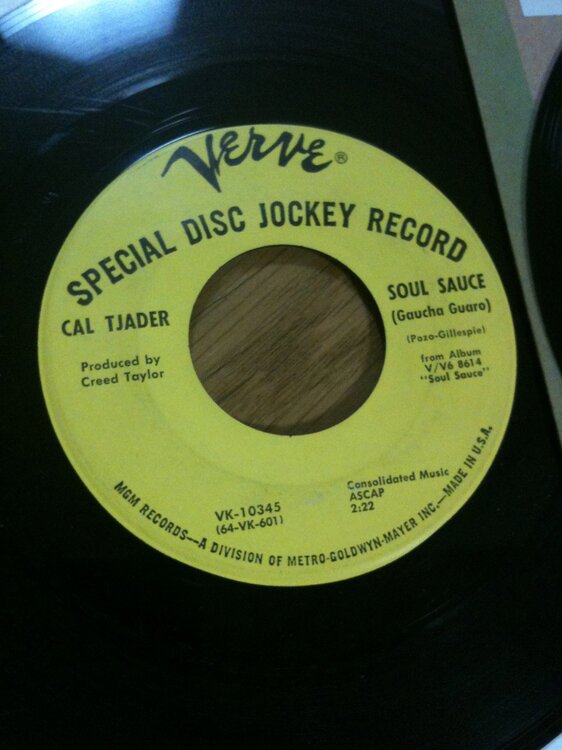 VERVE®
SPECIAL DISC JOCKEY RECORD
CAL TJADER
Produced by
Creed Taylor
SOUL SAUCE
(Gaucha Guaro)
(Pozo-Gillespie)
from Album
V/V6 8614
"Soul Sauce"
VK-10345
(64-VK-601)
Consolidated Music
ASCAP
2:22
MGM RECORDS—A DIVISION OF METRO-GOLDWYN-MAYER INC.—MADE IN U.S.A.